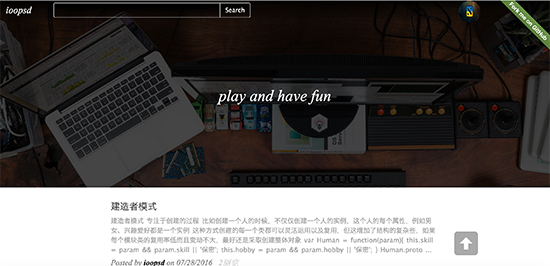 ioopsd
Search
Fork me on GitHub
play and have fun
建造者模式
建造者模式 专注于创建的过程 比如创建一个人的时候，不仅仅创建一个人的实例，这个人的每个属性，例如男
女、兴趣爱好都是一个实例 这种方式创建的每一个类都可以灵活运用以及复用，但这增加了结构的复杂些，如果
每个模块类的复用率低而且变动不大，最好还是采取创建整体对象 var Human = function(param){ this.skill
= param && param.skill || '保密'; this.hobby = param && param.hobby || '保密'; } Human.proto ...
Posted by ioopsd on 07/28/2016 2 评览